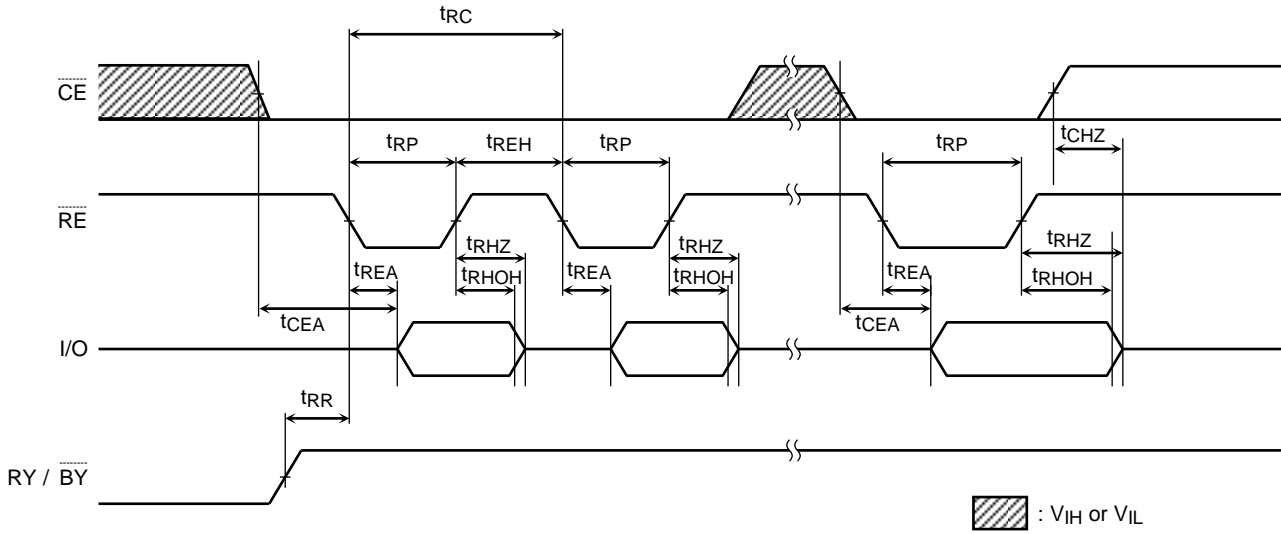 tRC
CE
tCHZ
tRP tREH tRP tRP
RE
tRHZ tRHZ tRHZ
tREA tRHOH tREA tRHOH tREA tRHOH
tCEA tCEA
I/O
tRR
RY / BY
: VIH or VIL